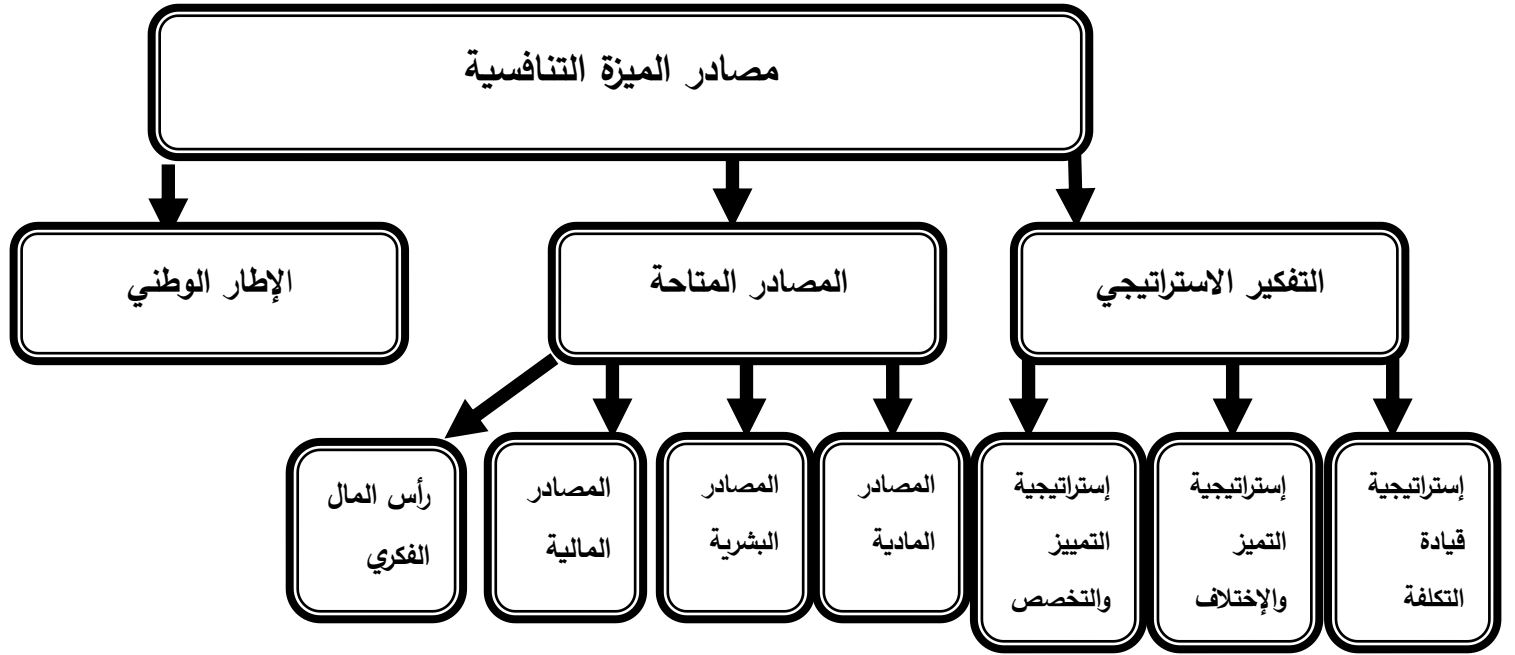 مصادر الميزة التنافسية
التفكير الاستراتيجي
المصادر المتاحة
الإطار الوطني
إستراتيجية
قيادة
التكلفة
إستراتيجية
التميز
والإختلاف
إستراتيجية
التمييز
والتخصص
المصادر
المادية
المصادر
البشرية
المصادر
المالية
رأس المال
الفكري